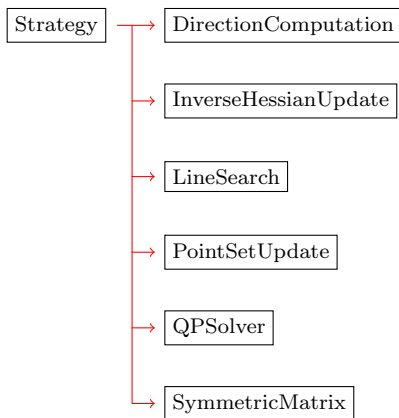 Strategy
DirectionComputation
InverseHessianUpdate
LineSearch
PointSetUpdate
QPSolver
SymmetricMatrix